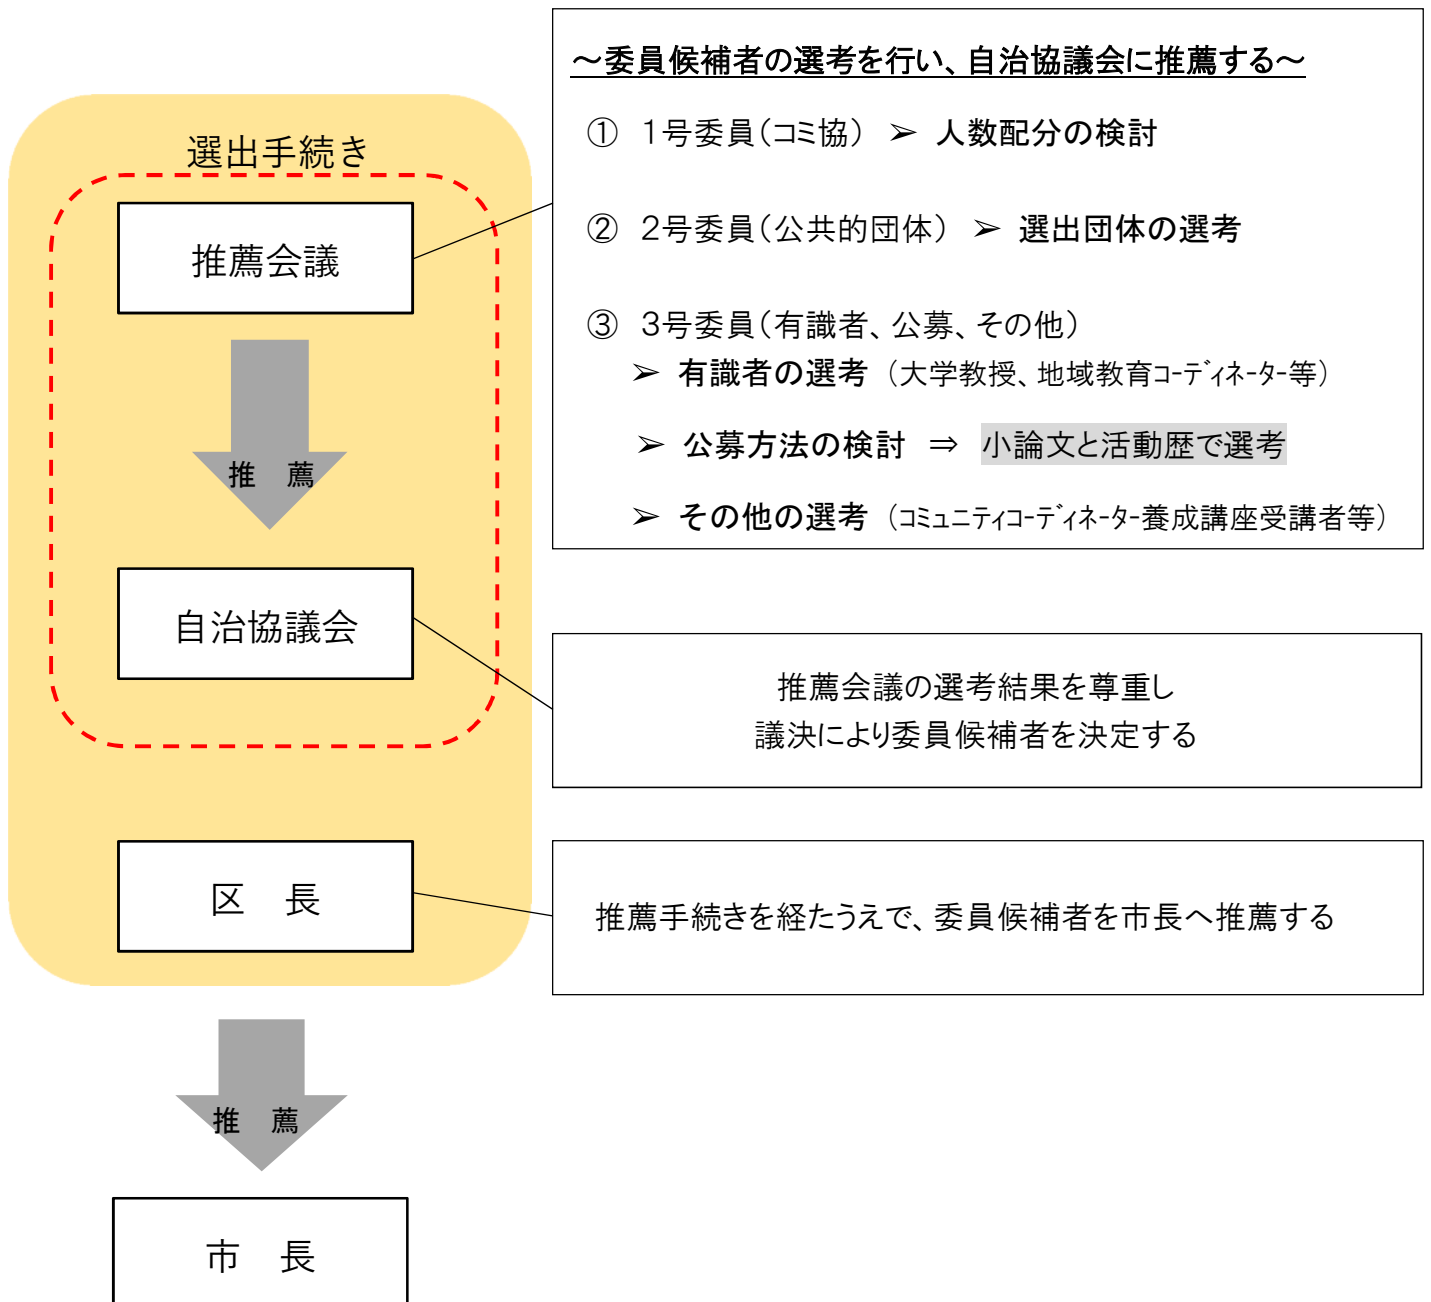 ～委員候補者の選考を行い、自治協議会に推薦する～
① 1号委員（コミ協） ➢ 人数配分の検討
② 2号委員（公共的団体） ➢ 選出団体の選考
③ 3号委員（有識者、公募、その他）
➢ 有識者の選考 （大学教授、地域教育ｺｰﾃﾞｨﾈｰﾀｰ等）
➢ 公募方法の検討 ⇒ 小論文と活動歴で選考
➢ その他の選考 （ｺﾐｭﾆﾃｨｺｰﾃﾞｨﾈｰﾀｰ養成講座受講者等）
選出手続き
推薦会議
推　薦
自治協議会
推薦会議の選考結果を尊重し
議決により委員候補者を決定する
区　長
推薦手続きを経たうえで、委員候補者を市長へ推薦する
推　薦
市　長